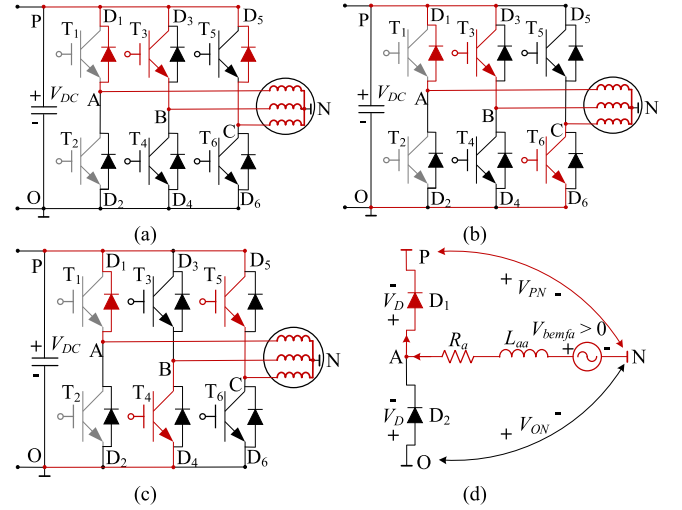 P
D1
D3
D5
T1
T3
T5
+
VDC
-
A
B
C
N
T2
T4
T6
O
D2
D4
D6
(a)
P
D1
D3
D5
T1
T3
T5
+
VDC
-
A
B
C
N
T2
T4
T6
O
D2
D4
D6
(b)
P
D1
D3
D5
T1
T3
T5
+
VDC
-
A
B
C
N
T2
T4
T6
O
D2
D4
D6
(c)
P
- VD +
D1
+ VPN -
A
Ra
Laa
Vbemfa > 0
+ -
N
- VD +
D2
+ VON -
O
(d)